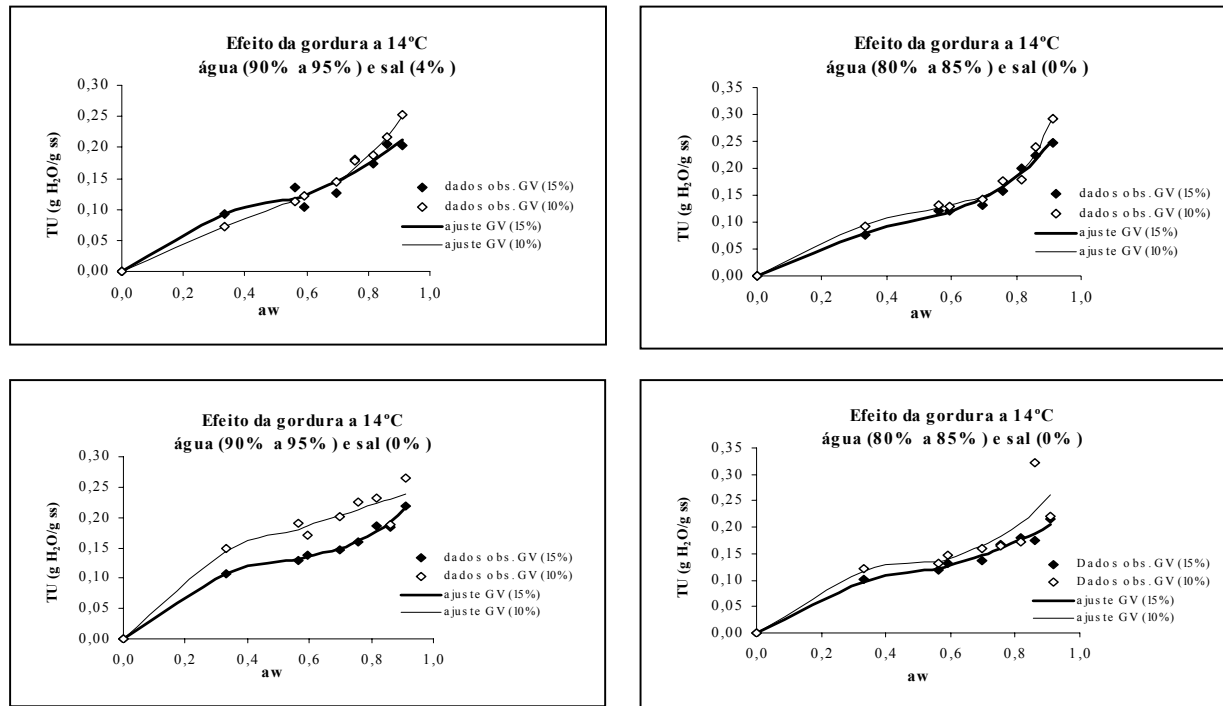 Efeito da gordura a 14ºC
água (90% a 95%) e sal (4%)
TU (g H₂O/g ss)
0,30
0,25
0,20
0,15
0,10
0,05
0,00
0,0 0,2 0,4 0,6 0,8 1,0
aw
dados obs. GV (15%)
dados obs. GV (10%)
ajuste GV (15%)
ajuste GV (10%)
Efeito da gordura a 14ºC
água (80% a 85%) e sal (0%)
TU (g H₂O/g ss)
0,35
0,30
0,25
0,20
0,15
0,10
0,05
0,00
0,0 0,2 0,4 0,6 0,8 1,0
aw
dados obs. GV (15%)
dados obs. GV (10%)
ajuste GV (15%)
ajuste GV (10%)
Efeito da gordura a 14ºC
água (90% a 95%) e sal (0%)
TU (g H₂O/g ss)
0,30
0,25
0,20
0,15
0,10
0,05
0,00
0,0 0,2 0,4 0,6 0,8 1,0
aw
dados obs. GV (15%)
dados obs. GV (10%)
ajuste GV (15%)
ajuste GV (10%)
Efeito da gordura a 14ºC
água (80% a 85%) e sal (0%)
TU (g H₂O/g ss)
0,35
0,30
0,25
0,20
0,15
0,10
0,05
0,00
0,0 0,2 0,4 0,6 0,8 1,0
aw
Dados obs. GV (15%)
Dados obs. GV (10%)
ajuste GV (15%)
ajuste GV (10%)